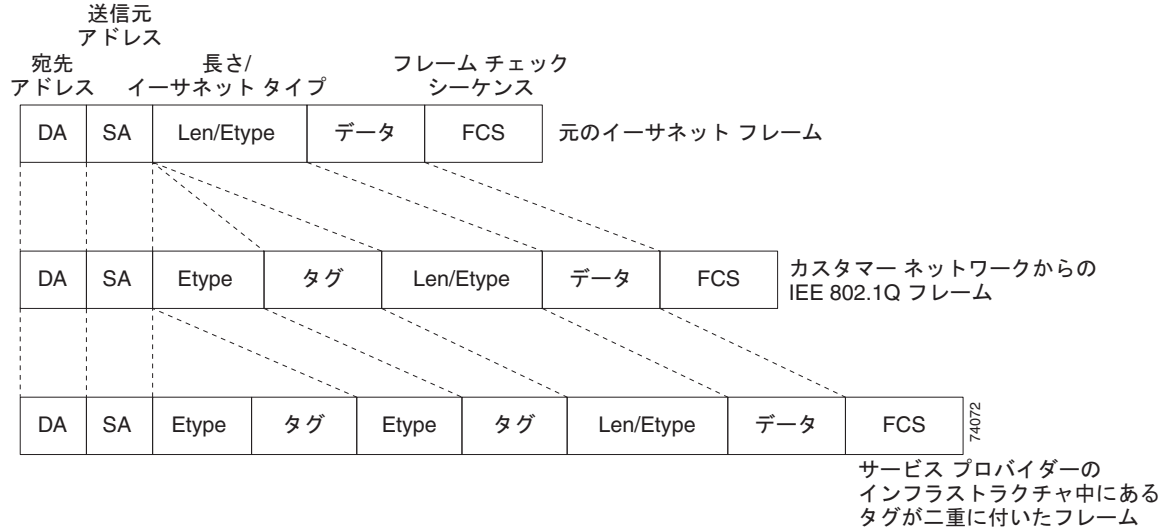 送信元
アドレス
宛先
アドレス
長さ/
イーサネット タイプ
フレーム チェック
シーケンス
DA SA Len/Etype データ FCS 元のイーサネット フレーム
DA SA Etype タグ Len/Etype データ FCS カスタマー ネットワークからの
IEE 802.1Q フレーム
DA SA Etype タグ Etype タグ Len/Etype データ FCS
74072
サービス プロバイダーの
インフラストラクチャ中にある
タグが二重に付いたフレーム